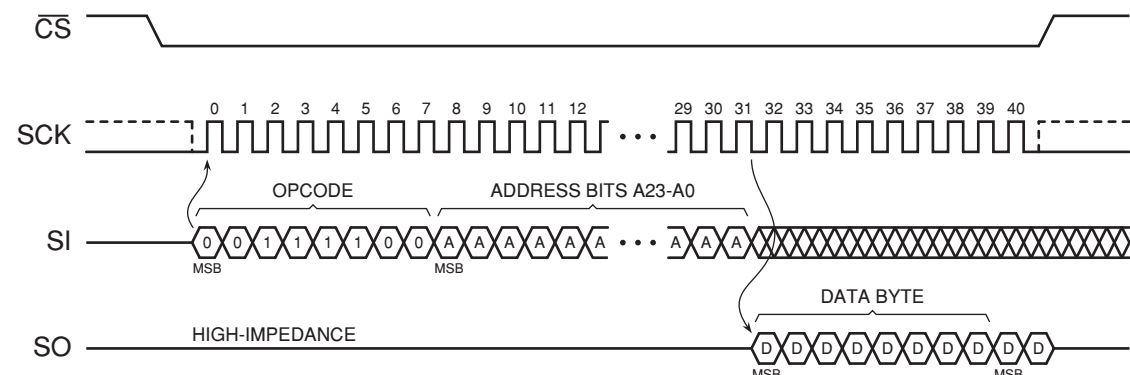 CS
0 1 2 3 4 5 6 7 8 9 10 11 12 29 30 31 32 33 34 35 36 37 38 39 40
SCK
OPCODE ADDRESS BITS A23-A0
SI 0 0 1 1 1 1 0 0 A A A A A A A A A D
MSB MSB
DATA BYTE
HIGH-IMPEDANCE
SO D D D D D D D D D D
MSB MSB